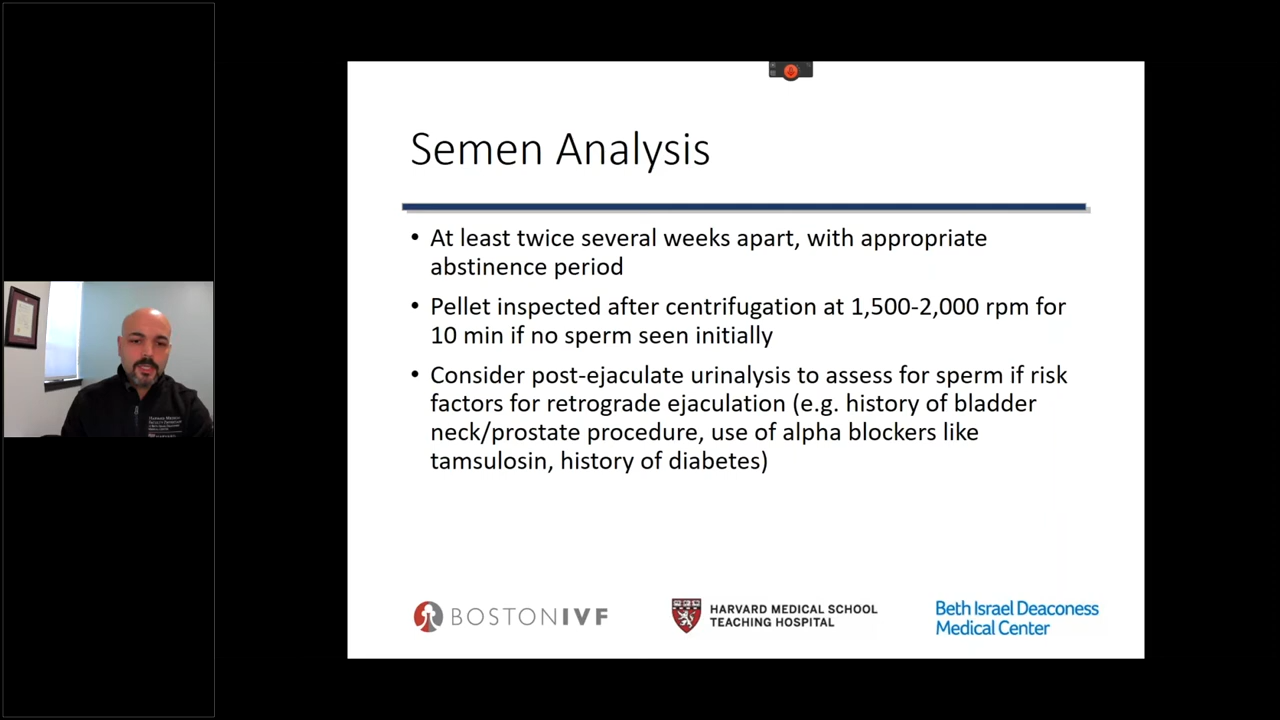 Semen Analysis
• At least twice several weeks apart, with appropriate
abstinence period
• Pellet inspected after centrifugation at 1,500-2,000 rpm for
10 min if no sperm seen initially
• Consider post-ejaculate urinalysis to assess for sperm if risk
factors for retrograde ejaculation (e.g. history of bladder
neck/prostate procedure, use of alpha blockers like
tamsulosin, history of diabetes)
BOSTONIVF
HARVARD MEDICAL SCHOOL
TEACHING HOSPITAL
Beth Israel Deaconess
Medical Center